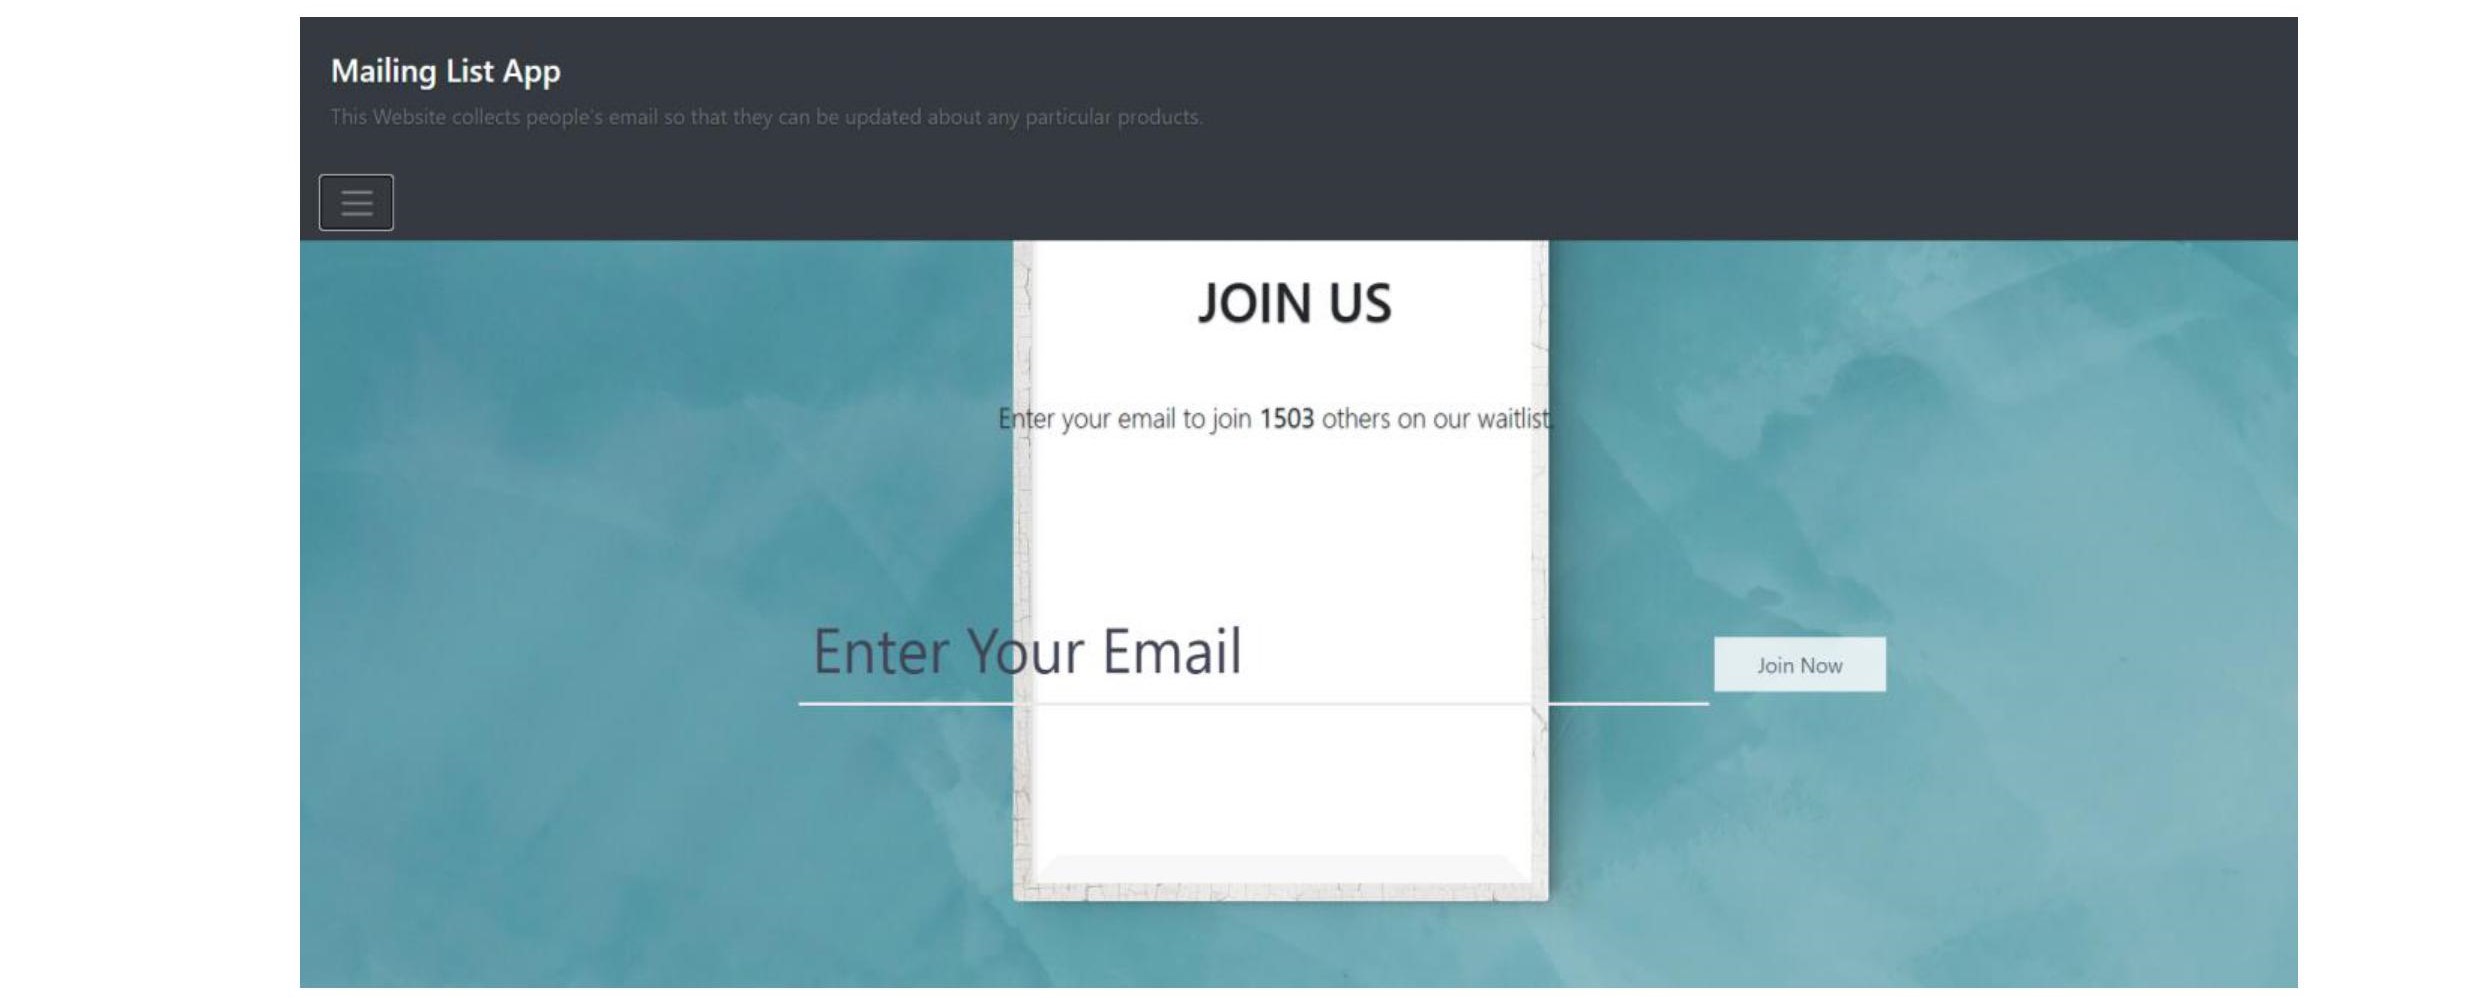 Mailing List App
This Website collects people's email so that they can be updated about any particular products.
JOIN US
Enter your email to join 1503 others on our waitlist.
Enter Your Email
Join Now